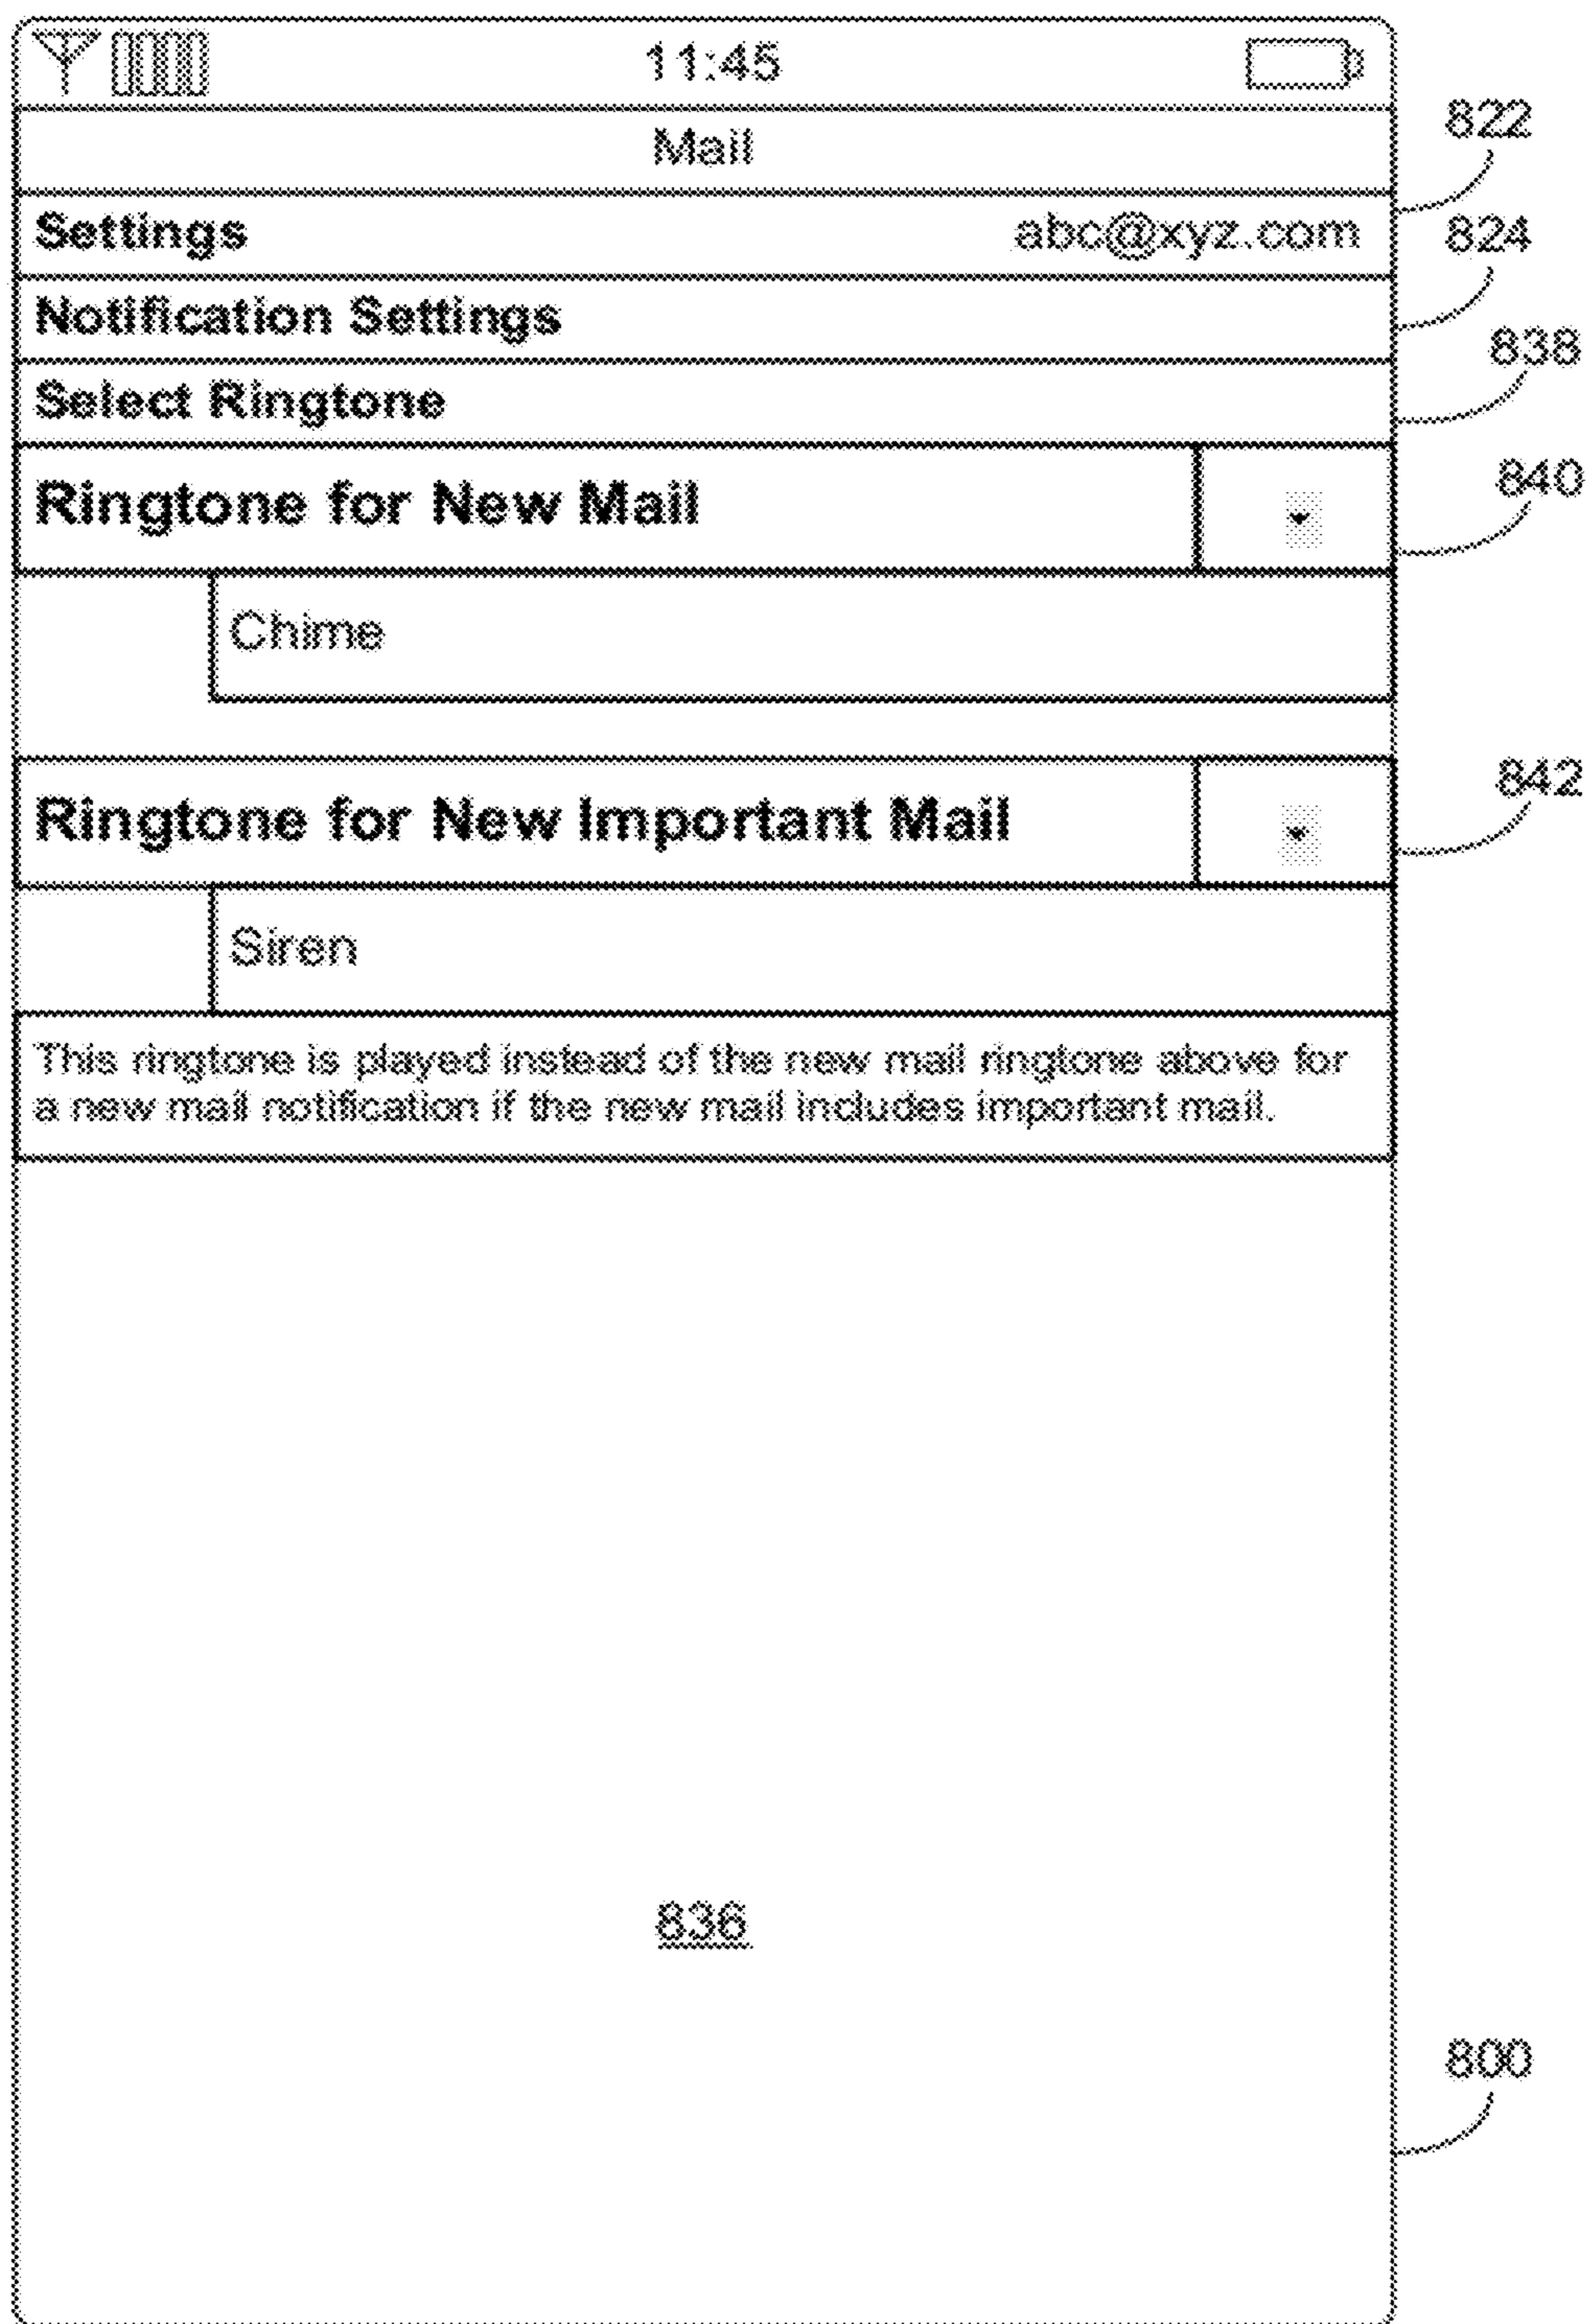 11:45
Mail
822
Settings abc@xyz.com
824
Notification Settings
838
Select Ringtone
840
Ringtone for New Mail
Chime
842
Ringtone for New Important Mail
Siren
This ringtone is played instead of the new mail ringtone above for
a new mail notification if the new mail includes important mail.
836
800